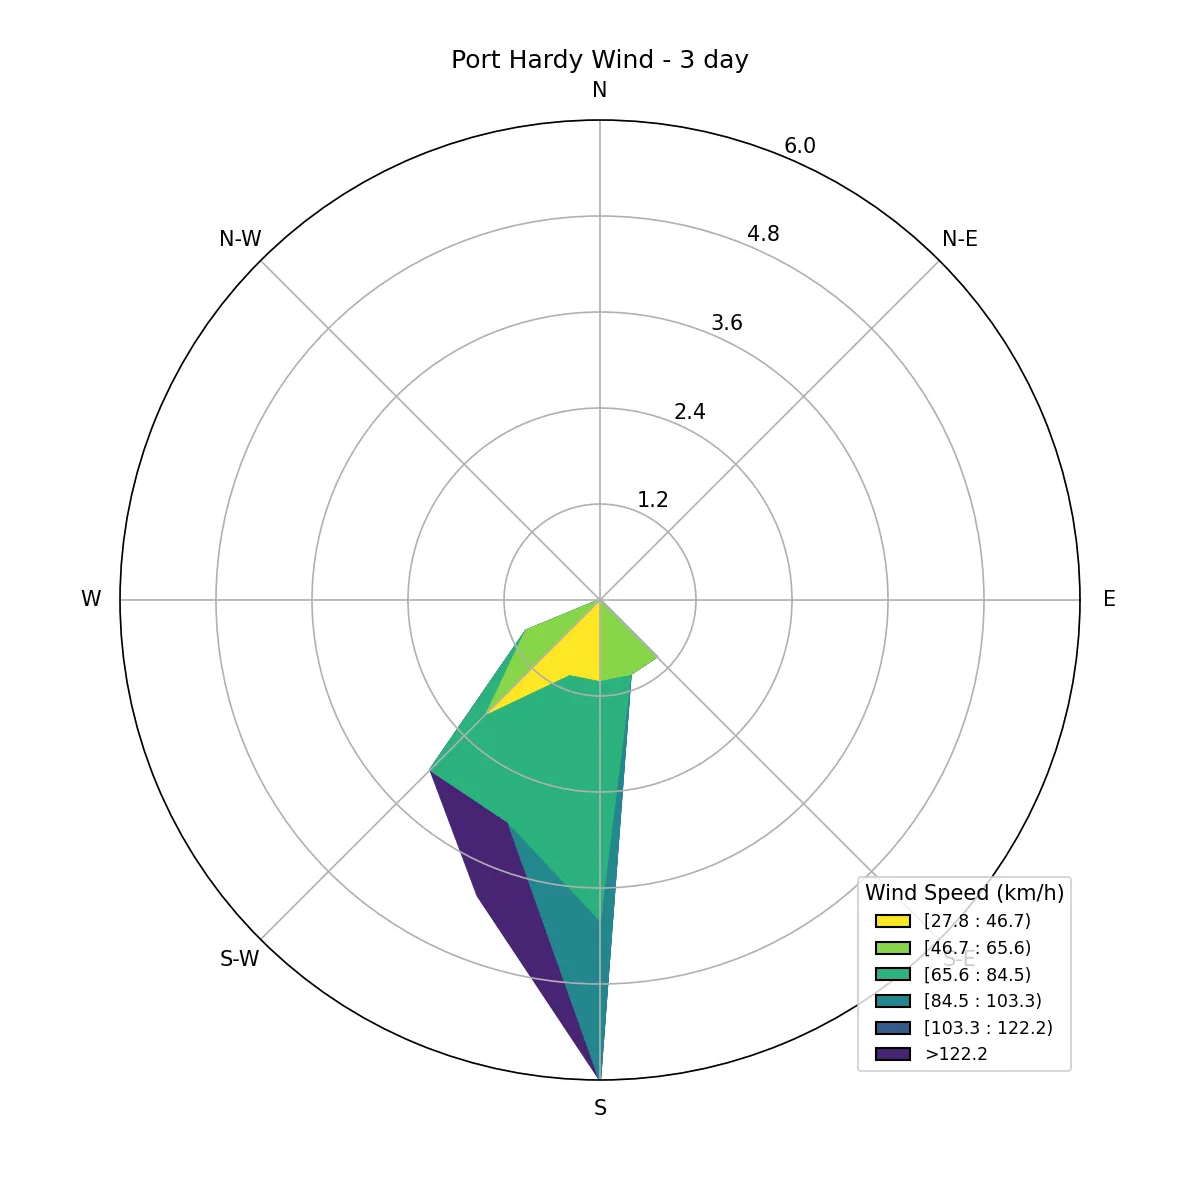 Port Hardy Wind - 3 day
N
6.0
N-W
4.8
N-E
3.6
2.4
1.2
W
E
Wind Speed (km/h)
[27.8 : 46.7)
[46.7 : 65.6)
S-W
S-E
[65.6 : 84.5)
[84.5 : 103.3)
[103.3 : 122.2)
>122.2
S